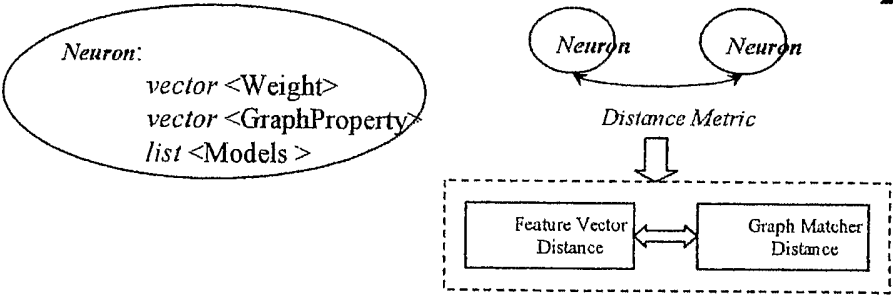 Neuron:
vector <Weight>
vector <GraphProperty>
list <Models >
Neuron
Neuron
Distance Metric
Feature Vector
Distance
Graph Matcher
Distance